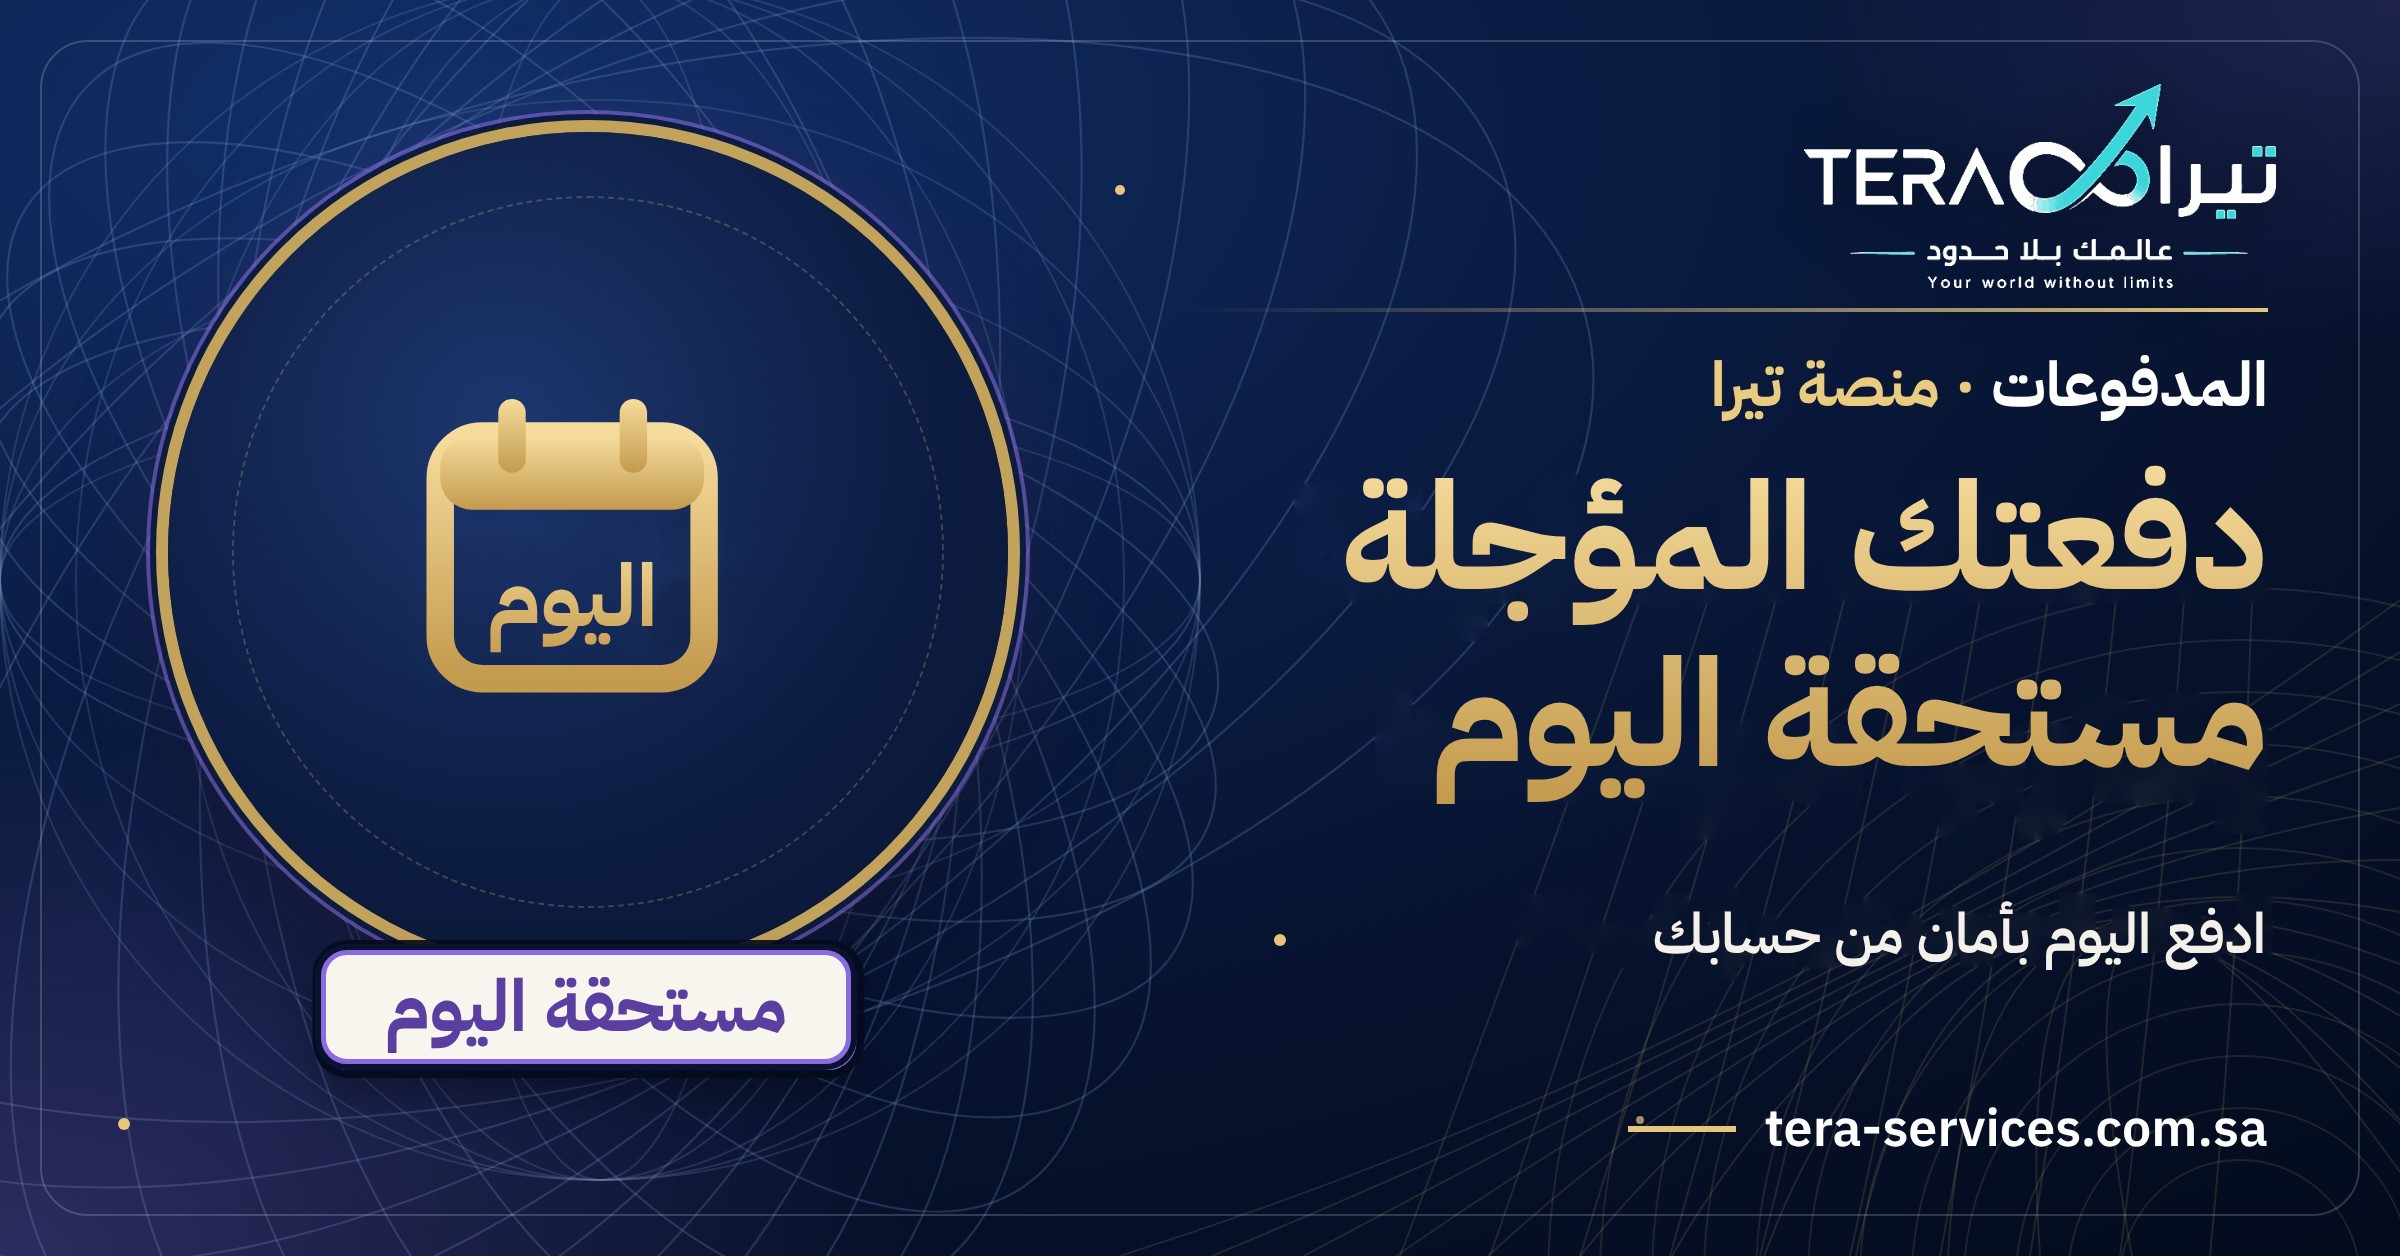 TERA تيرا
عالمك بلا حدود
Your world without limits
المدفوعات · منصة تيرا
دفعتك المؤجلة
مستحقة اليوم
ادفع اليوم بأمان من حسابك
tera-services.com.sa
اليوم
مستحقة اليوم